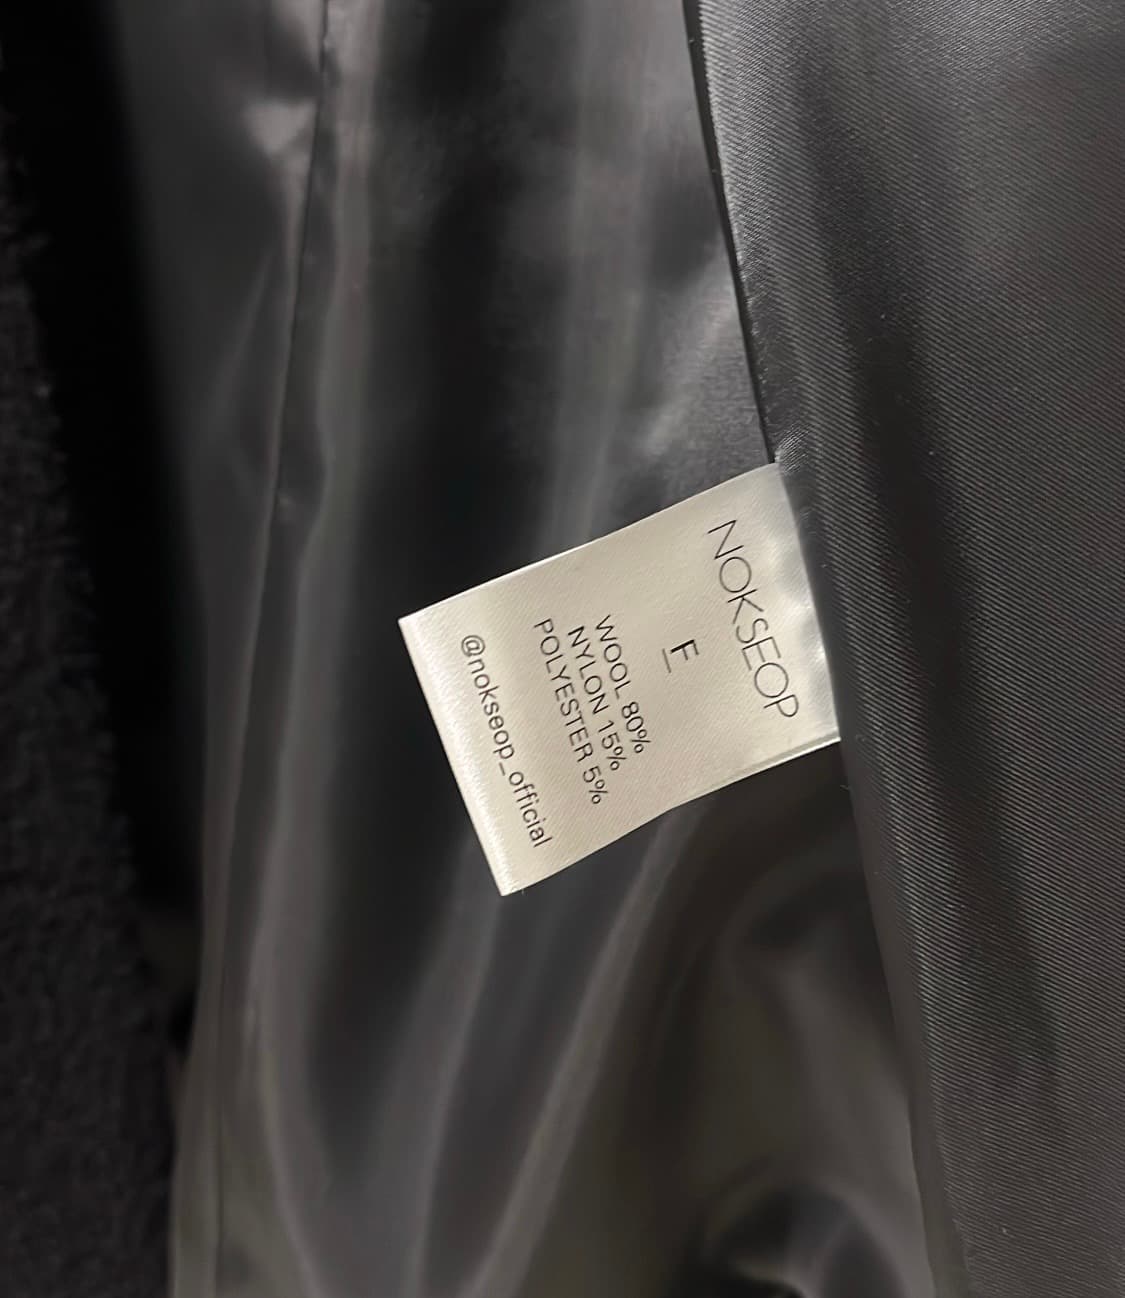 NOKSEOP
F
WOOL 80%
NYLON 15%
POLYESTER 5%
@nokseop_official